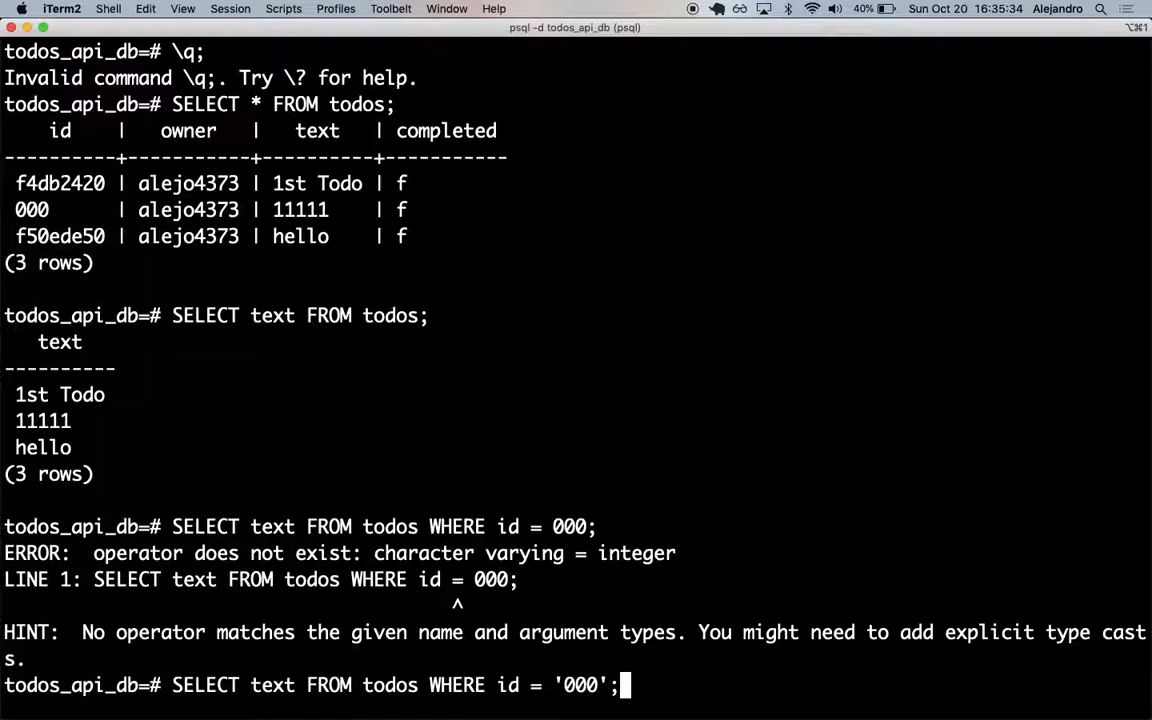 iTerm2 Shell Edit View Session Scripts Profiles Toolbelt Window Help 40% Sun Oct 20 16:35:34 Alejandro
psql -d todos_api_db (psql) ⌥⌘1
todos_api_db=# \q;
Invalid command \q;. Try \? for help.
todos_api_db=# SELECT * FROM todos;
id | owner | text | completed
----------+-----------+----------+-----------
f4db2420 | alejo4373 | 1st Todo | f
000 | alejo4373 | 11111 | f
f50ede50 | alejo4373 | hello | f
(3 rows)
todos_api_db=# SELECT text FROM todos;
text
----------
1st Todo
11111
hello
(3 rows)
todos_api_db=# SELECT text FROM todos WHERE id = 000;
ERROR:  operator does not exist: character varying = integer
LINE 1: SELECT text FROM todos WHERE id = 000;
^
HINT:  No operator matches the given name and argument types. You might need to add explicit type cast
s.
todos_api_db=# SELECT text FROM todos WHERE id = '000';